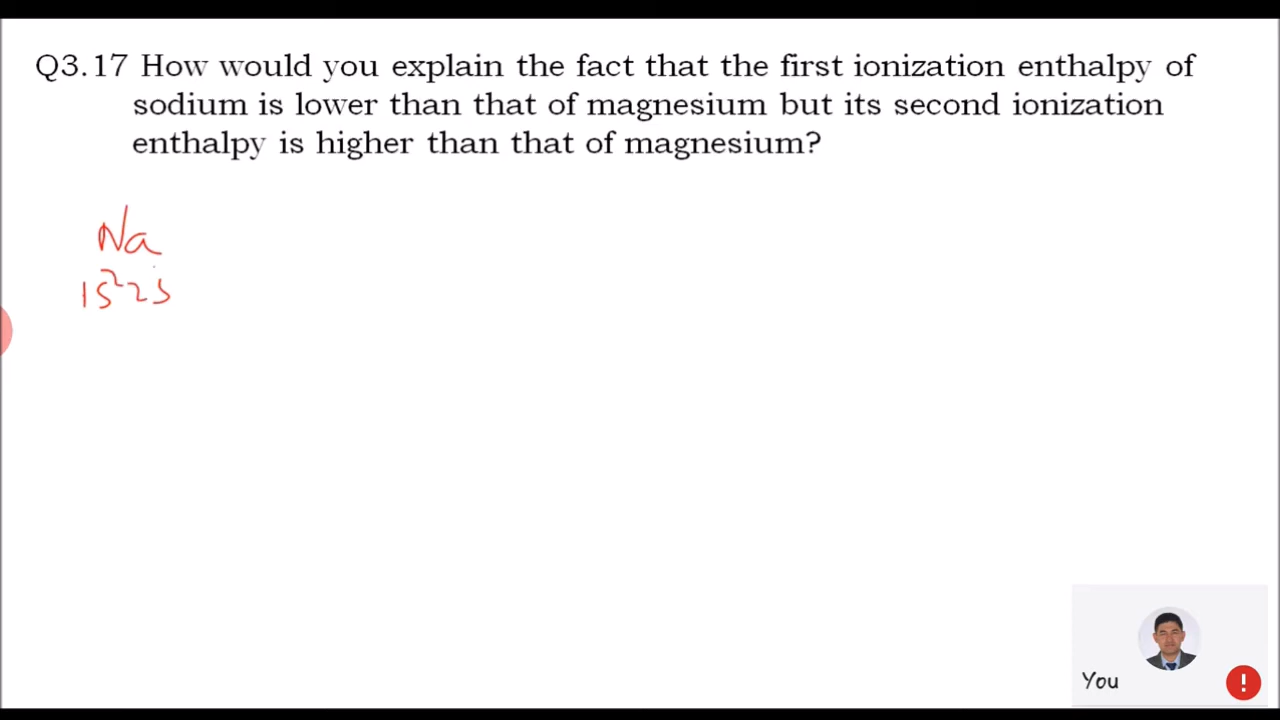 Q3.17 How would you explain the fact that the first ionization enthalpy of
sodium is lower than that of magnesium but its second ionization
enthalpy is higher than that of magnesium?
Na
1s²2s
You
!